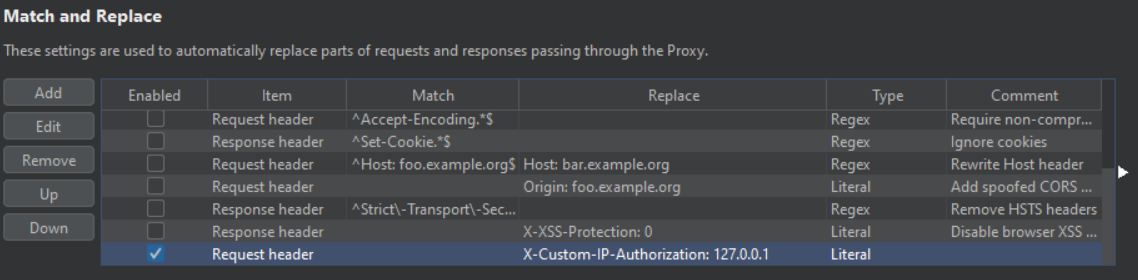 Match and Replace
These settings are used to automatically replace parts of requests and responses passing through the Proxy.
Add
Edit
Remove
Up
Down
Enabled Item Match Replace Type Comment
Request header ^Accept-Encoding.*$ Regex Require non-compr...
Response header ^Set-Cookie.*$ Regex Ignore cookies
Request header ^Host: foo.example.org$ Host: bar.example.org Regex Rewrite Host header
Request header Origin: foo.example.org Literal Add spoofed CORS ...
Response header ^Strict\-Transport\-Sec... Regex Remove HSTS headers
Response header X-XSS-Protection: 0 Literal Disable browser XSS ...
Request header X-Custom-IP-Authorization: 127.0.0.1 Literal